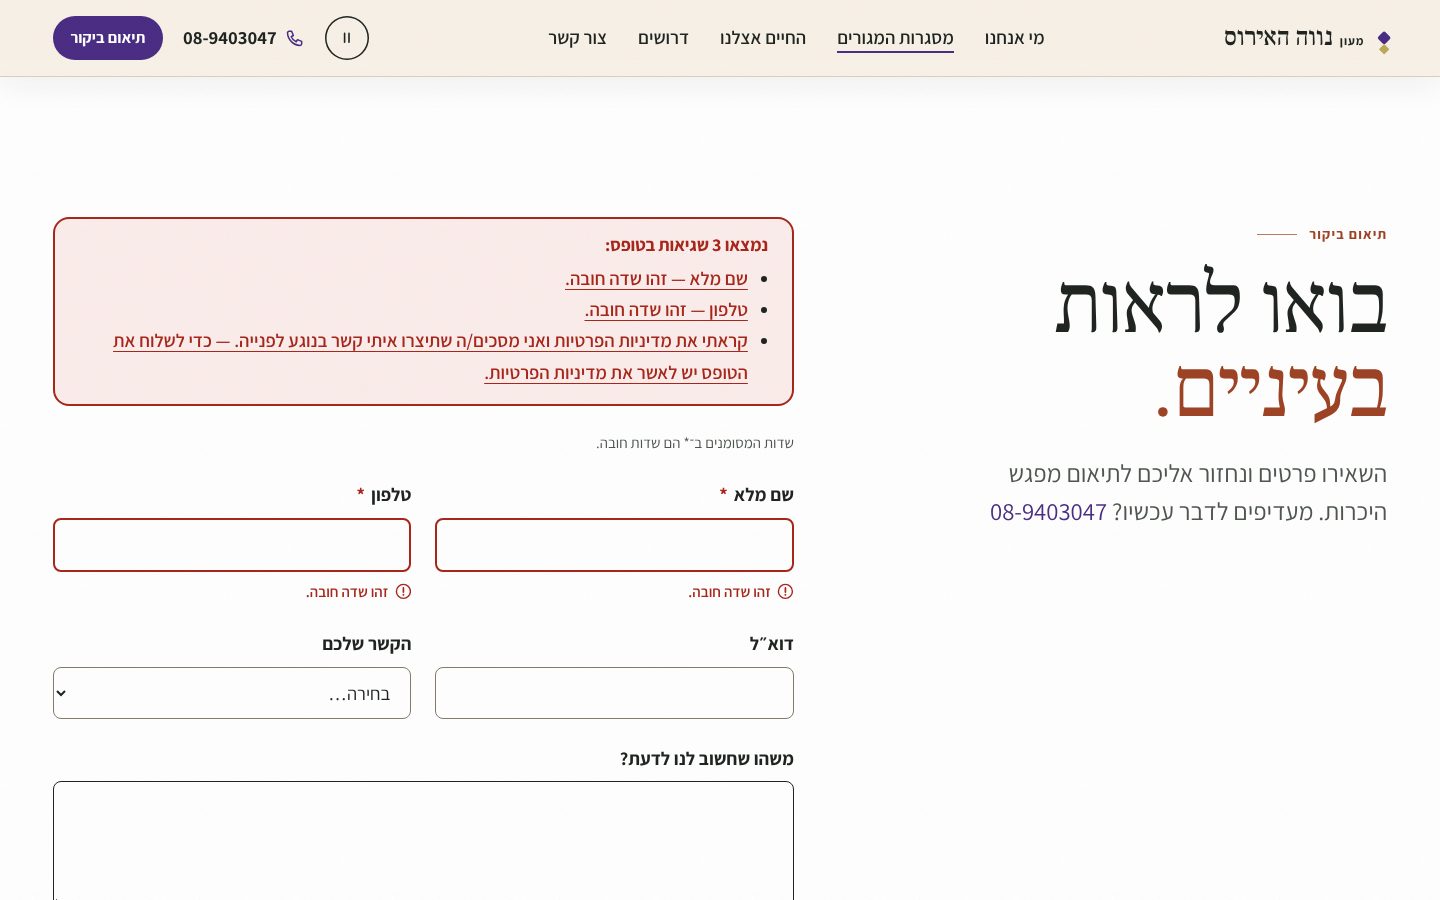 מעון נווה האירוס
מי אנחנו
מסגרות המגורים
החיים אצלנו
דרושים
צור קשר
08-9403047
תיאום ביקור
תיאום ביקור
בואו לראות
בעיניים.
השאירו פרטים ונחזור אליכם לתיאום מפגש
היכרות. מעדיפים לדבר עכשיו? 08-9403047
נמצאו 3 שגיאות בטופס:
שם מלא — זהו שדה חובה.
טלפון — זהו שדה חובה.
קראתי את מדיניות הפרטיות ואני מסכים/ה שתיצרו איתי קשר בנוגע לפנייה. — כדי לשלוח את
הטופס יש לאשר את מדיניות הפרטיות.
שדות המסומנים ב־* הם שדות חובה.
שם מלא *
טלפון *
זהו שדה חובה.
זהו שדה חובה.
דוא״ל
הקשר שלכם
בחירה…
משהו שחשוב לנו לדעת?